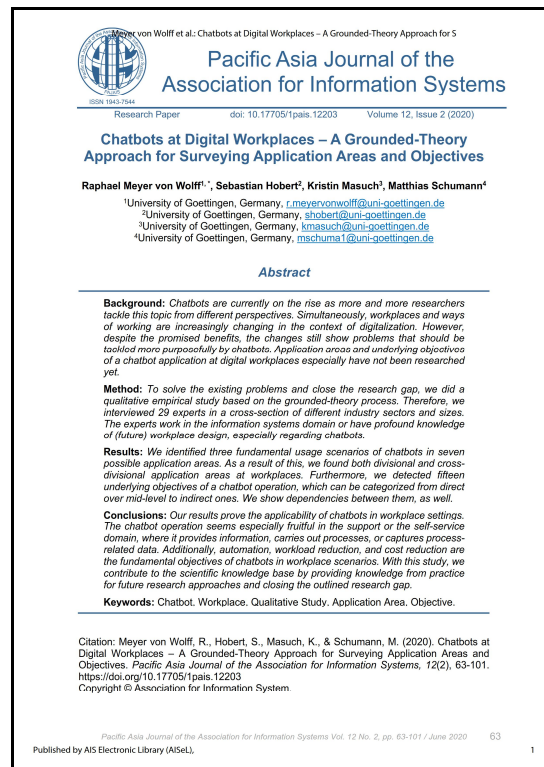 Meyer von Wolff et al.: Chatbots at Digital Workplaces – A Grounded-Theory Approach for S
Pacific Asia Journal of the
Association for Information Systems
ISSN 1943-7544
Research Paper doi: 10.17705/1pais.12203 Volume 12, Issue 2 (2020)
Chatbots at Digital Workplaces – A Grounded-Theory
Approach for Surveying Application Areas and Objectives
Raphael Meyer von Wolff1,*, Sebastian Hobert2, Kristin Masuch3, Matthias Schumann4
1University of Goettingen, Germany, r.meyervonwolff@uni-goettingen.de
2University of Goettingen, Germany, shobert@uni-goettingen.de
3University of Goettingen, Germany, kmasuch@uni-goettingen.de
4University of Goettingen, Germany, mschuma1@uni-goettingen.de
Abstract
Background: Chatbots are currently on the rise as more and more researchers
tackle this topic from different perspectives. Simultaneously, workplaces and ways
of working are increasingly changing in the context of digitalization. However,
despite the promised benefits, the changes still show problems that should be
tackled more purposefully by chatbots. Application areas and underlying objectives
of a chatbot application at digital workplaces especially have not been researched
yet.
Method: To solve the existing problems and close the research gap, we did a
qualitative empirical study based on the grounded-theory process. Therefore, we
interviewed 29 experts in a cross-section of different industry sectors and sizes.
The experts work in the information systems domain or have profound knowledge
of (future) workplace design, especially regarding chatbots.
Results: We identified three fundamental usage scenarios of chatbots in seven
possible application areas. As a result of this, we found both divisional and cross-
divisional application areas at workplaces. Furthermore, we detected fifteen
underlying objectives of a chatbot operation, which can be categorized from direct
over mid-level to indirect ones. We show dependencies between them, as well.
Conclusions: Our results prove the applicability of chatbots in workplace settings.
The chatbot operation seems especially fruitful in the support or the self-service
domain, where it provides information, carries out processes, or captures process-
related data. Additionally, automation, workload reduction, and cost reduction are
the fundamental objectives of chatbots in workplace scenarios. With this study, we
contribute to the scientific knowledge base by providing knowledge from practice
for future research approaches and closing the outlined research gap.
Keywords: Chatbot, Workplace, Qualitative Study, Application Area, Objective.
Citation: Meyer von Wolff, R., Hobert, S., Masuch, K., & Schumann, M. (2020). Chatbots at
Digital Workplaces – A Grounded-Theory Approach for Surveying Application Areas and
Objectives. Pacific Asia Journal of the Association for Information Systems, 12(2), 63-101.
https://doi.org/10.17705/1pais.12203
Copyright © Association for Information System.
Pacific Asia Journal of the Association for Information Systems Vol. 12 No. 2, pp. 63-101 / June 2020 63
Published by AIS Electronic Library (AISeL),
1